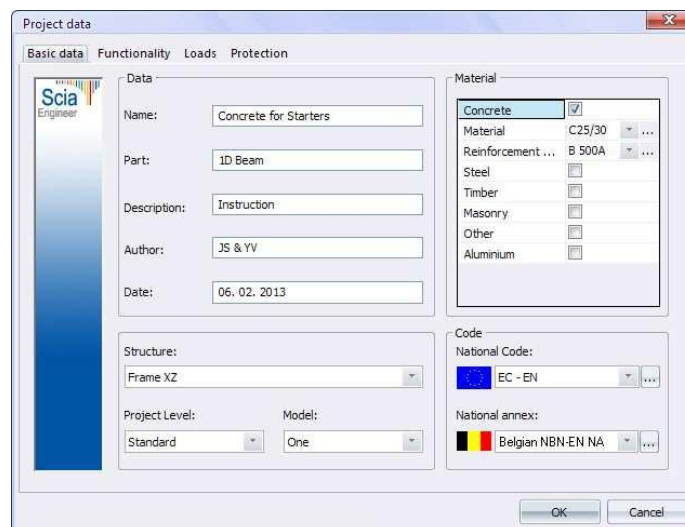 Project data
Basic data Functionality Loads Protection
Scia
Engineer
Data
Name: Concrete for Starters
Part: 1D Beam
Description: Instruction
Author: JS & YV
Date: 06. 02. 2013
Material
Concrete
Material C25/30 ...
Reinforcement ... B 500A ...
Steel
Timber
Masonry
Other
Aluminium
Structure:
Frame XZ
Project Level: Model:
Standard One
Code
National Code:
EC - EN ...
National annex:
Belgian NBN-EN NA ...
OK Cancel